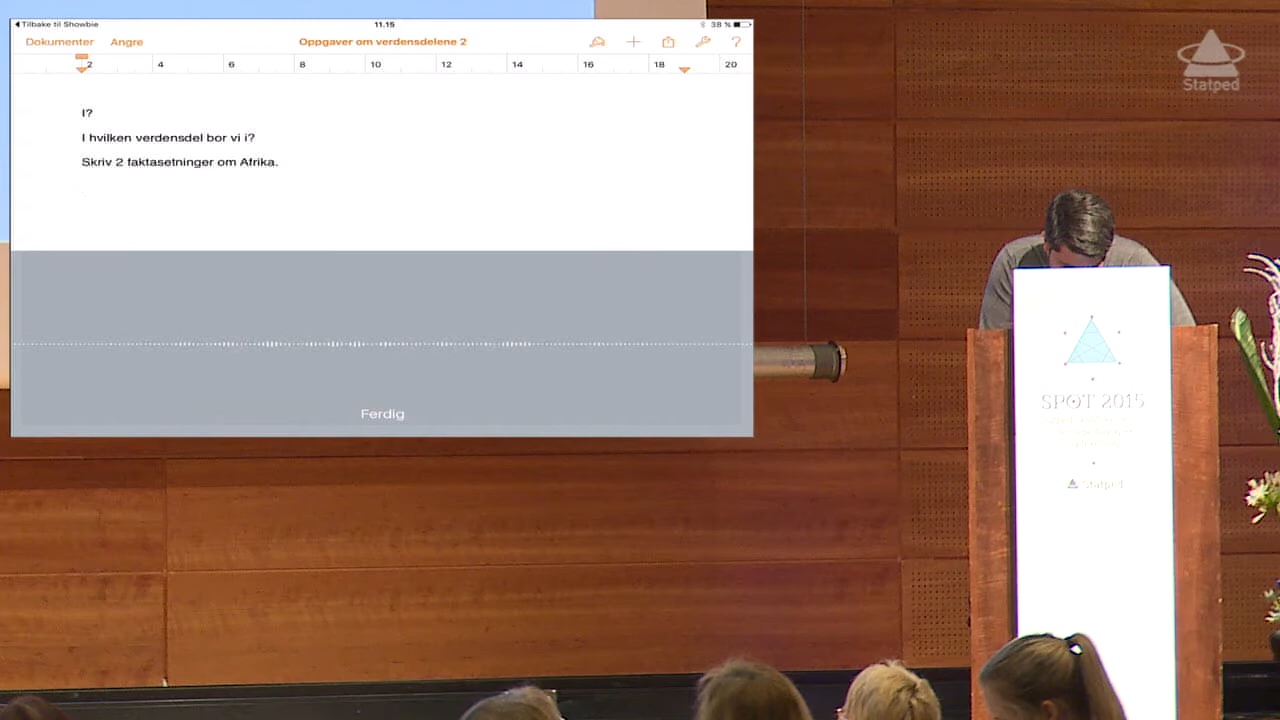 Tilbake til Showbie
11.15
38 %
Dokumenter
Angre
Oppgaver om verdensdelene 2
?
2 4 6 8 10 12 14 16 18 20
I?
I hvilken verdensdel bor vi i?
Skriv 2 faktasetninger om Afrika.
Ferdig
Statped
SPOT 2015
Statped